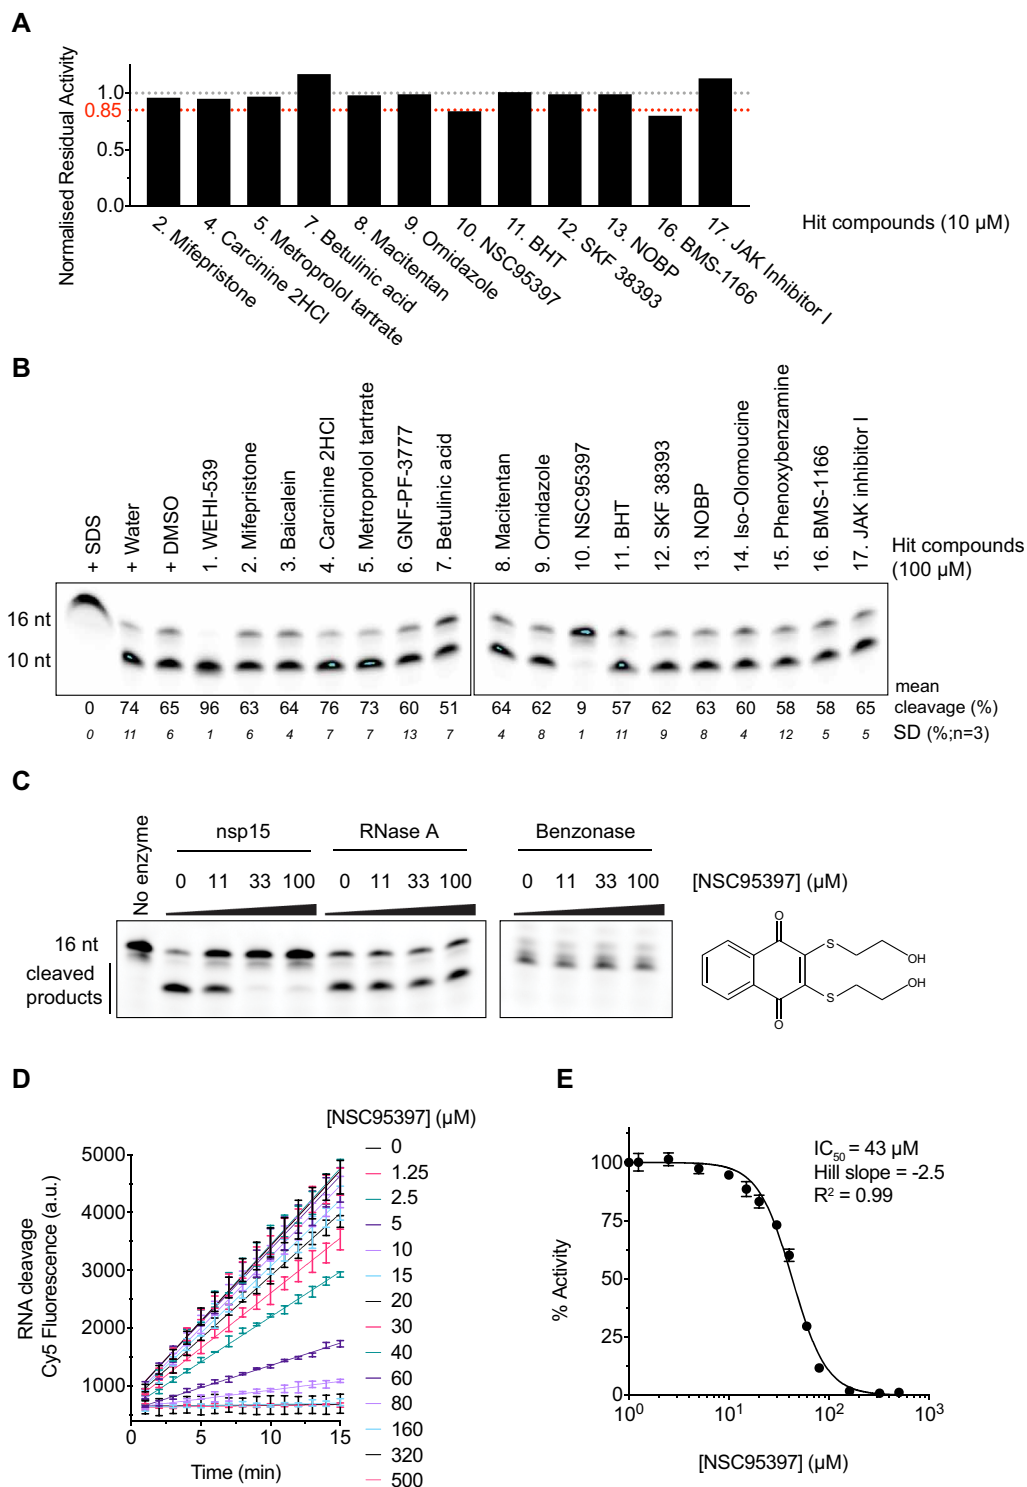 A
Normalised Residual Activity
1.0
0.85
0.5
0.0
2. Mifepristone
4. Carcinine 2HCl
5. Metroprolol tartrate
7. Betulinic acid
8. Macitentan
9. Ornidazole
10. NSC95397
11. BHT
12. SKF 38393
13. NOBP
16. BMS-1166
17. JAK Inhibitor I
Hit compounds (10 µM)
B
+ SDS
+ Water
+ DMSO
1. WEHI-539
2. Mifepristone
3. Baicalein
4. Carcinine 2HCl
5. Metroprolol tartrate
6. GNF-PF-3777
7. Betulinic acid
8. Macitentan
9. Ornidazole
10. NSC95397
11. BHT
12. SKF 38393
13. NOBP
14. Iso-Olomoucine
15. Phenoxybenzamine
16. BMS-1166
17. JAK inhibitor I
Hit compounds
(100 µM)
16 nt
10 nt
mean
0 74 65 96 63 64 76 73 60 51 64 62 9 57 62 63 60 58 58 65 cleavage (%)
0 11 6 1 6 4 7 7 13 7 4 8 1 11 9 8 4 12 5 5 SD (%;n=3)
C
No enzyme
nsp15 RNase A Benzonase
0 11 33 100 0 11 33 100 0 11 33 100 [NSC95397] (µM)
16 nt
cleaved
products
O
S
OH
OH
S
O
D
[NSC95397] (µM)
0
1.25
2.5
5
10
15
20
30
40
60
80
160
320
500
RNA cleavage
Cy5 Fluorescence (a.u.)
5000
4000
3000
2000
1000
0 5 10 15
Time (min)
E
IC50 = 43 µM
Hill slope = -2.5
R² = 0.99
% Activity
100
75
50
25
0
10⁰ 10¹ 10² 10³
[NSC95397] (µM)